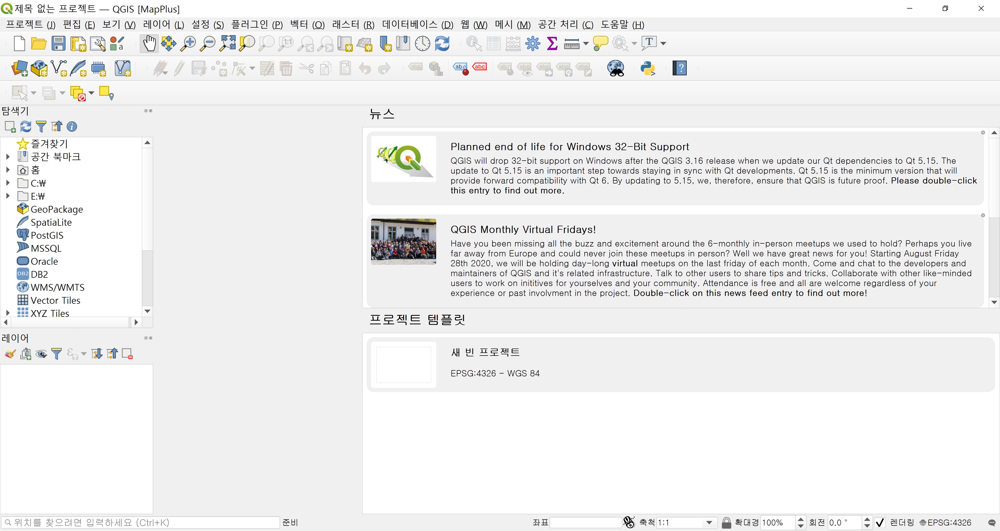 제목 없는 프로젝트 — QGIS [MapPlus]
프로젝트 (J) 편집 (E) 보기 (V) 레이어 (L) 설정 (S) 플러그인 (P) 벡터 (O) 래스터 (R) 데이터베이스 (D) 웹 (W) 메시 (M) 공간 처리 (C) 도움말 (H)
a 1:1 T
abc ab abc abc abc abc abc abc ?
탐색기
즐겨찾기
공간 북마크
홈
C:₩
E:₩
GeoPackage
SpatiaLite
PostGIS
MSSQL
Oracle
DB2 DB2
WMS/WMTS
Vector Tiles
XYZ Tiles
레이어
뉴스
Planned end of life for Windows 32-Bit Support
QGIS will drop 32-bit support on Windows after the QGIS 3.16 release when we update our Qt dependencies to Qt 5.15. The
update to Qt 5.15 is an important step towards staying in sync with Qt developments. Qt 5.15 is the minimum version that will
provide forward compatibility with Qt 6. By updating to 5.15, we, therefore, ensure that QGIS is future proof. Please double-click
this entry to find out more.
QGIS Monthly Virtual Fridays!
Have you been missing all the buzz and excitement around the 6-monthly in-person meetups we used to hold? Perhaps you live
far away from Europe and could never join these meetups in person? Well we have great news for you! Starting August Friday
28th 2020, we will be holding day-long virtual meetups on the last friday of each month. Come and chat to the developers and
maintainers of QGIS and it's related infrastructure. Talk to other users to share tips and tricks. Collaborate with other like-minded
users to work on inititives for yourselves and your community. Attendance is free and all are welcome regardless of your
experience or past involvment in the project. Double-click on this news feed entry to find out more!
프로젝트 템플릿
새 빈 프로젝트
EPSG:4326 - WGS 84
위치를 찾으려면 입력하세요 (Ctrl+K) 준비 좌표 축척 1:1 확대경 100% 회전 0.0 ° 렌더링 EPSG:4326